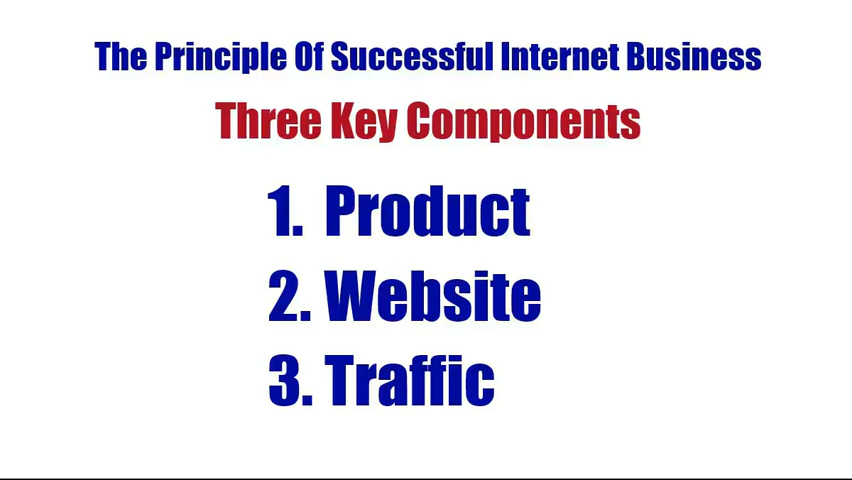 The Principle Of Successful Internet Business
Three Key Components
1. Product
2. Website
3. Traffic